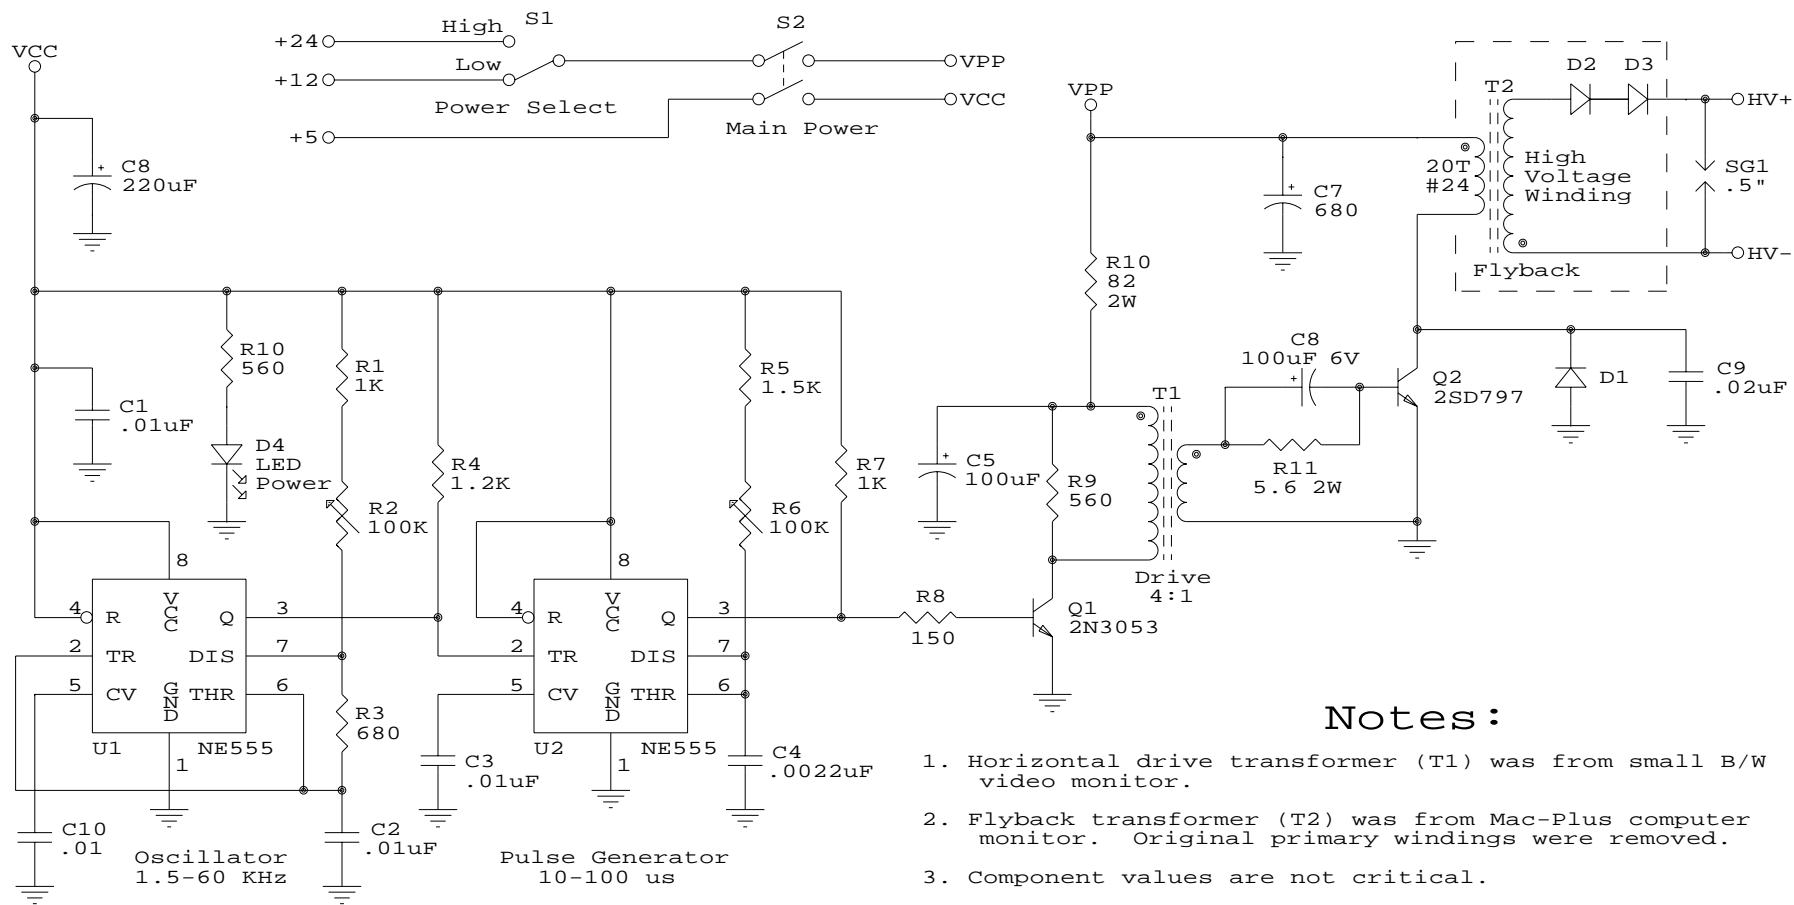 High
S1
S2
+24
VCC
Low
VPP
+12
Power Select
VCC
Main Power
+5
C8
220uF
+
VPP
T2
D2
D3
HV+
20T
#24
High
Voltage
Winding
SG1
.5"
HV-
Flyback
+
C7
680
R10
82
2W
R10
560
R1
1K
R5
1.5K
C1
.01uF
D4
LED
Power
R2
100K
R4
1.2K
R6
100K
R7
1K
C8
100uF 6V
+
Q2
2SD797
D1
C9
.02uF
T1
+
C5
100uF
R9
560
R11
5.6 2W
Drive
4:1
8
4
R
VCC
Q
3
2
TR
DIS
7
5
CV
GND
THR
6
U1
NE555
1
R3
680
8
4
R
VCC
Q
3
2
TR
DIS
7
5
CV
GND
THR
6
U2
NE555
1
R8
150
Q1
2N3053
C3
.01uF
C4
.0022uF
C10
.01
C2
.01uF
Oscillator
1.5-60 KHz
Pulse Generator
10-100 us
Notes:
1. Horizontal drive transformer (T1) was from small B/W
video monitor.
2. Flyback transformer (T2) was from Mac-Plus computer
monitor. Original primary windings were removed.
3. Component values are not critical.